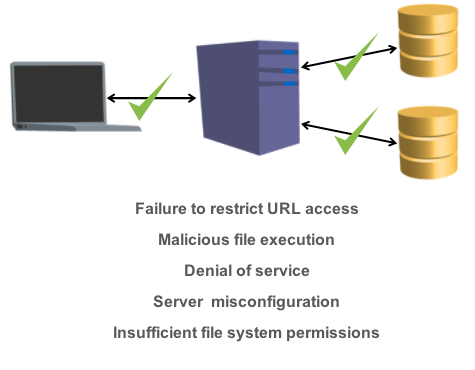 Failure to restrict URL access
Malicious file execution
Denial of service
Server misconfiguration
Insufficient file system permissions